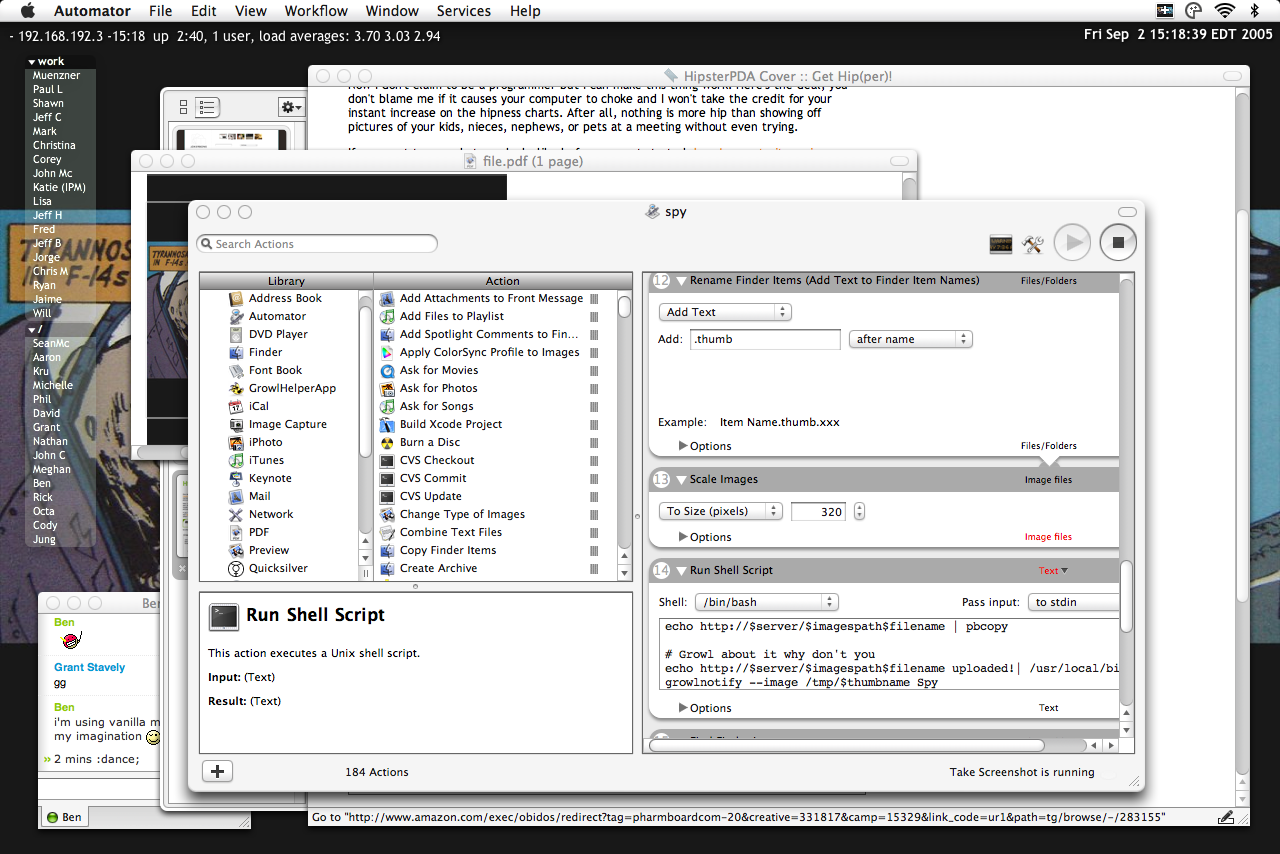 Automator File Edit View Workflow Window Services Help
- 192.168.192.3 -15:18 up 2:40, 1 user, load averages: 3.70 3.03 2.94
Fri Sep 2 15:18:39 EDT 2005
work
Muenzner
Paul L
Shawn
Jeff C
Mark
Christina
Corey
John Mc
Katie (IPM)
Lisa
Jeff H
Fred
Jeff B
Jorge
Chris M
Ryan
Jaime
Will
/
SeanMc
Aaron
Kru
Michelle
Phil
David
Grant
Nathan
John C
Meghan
Ben
Rick
Octa
Cody
Jung
TYRANNOS
IN F-14s
HipsterPDA Cover :: Get Hip(per)!
don't blame me if it causes your computer to choke and I won't take the credit for your
instant increase on the hipness charts. After all, nothing is more hip than showing off
pictures of your kids, nieces, nephews, or pets at a meeting without even trying.
file.pdf (1 page)
spy
Search Actions
Library
Address Book
Automator
DVD Player
Finder
Font Book
GrowlHelperApp
iCal
Image Capture
iPhoto
iTunes
Keynote
Mail
Network
PDF
Preview
Quicksilver
Action
Add Attachments to Front Message
Add Files to Playlist
Add Spotlight Comments to Fin...
Apply ColorSync Profile to Images
Ask for Movies
Ask for Photos
Ask for Songs
Build Xcode Project
Burn a Disc
CVS Checkout
CVS Commit
CVS Update
Change Type of Images
Combine Text Files
Copy Finder Items
Create Archive
Run Shell Script
This action executes a Unix shell script.
Input: (Text)
Result: (Text)
184 Actions
12 Rename Finder Items (Add Text to Finder Item Names) Files/Folders
Add Text
Add: .thumb after name
Example: Item Name.thumb.xxx
Options Files/Folders
13 Scale Images Image files
To Size (pixels) 320
Options Image files
14 Run Shell Script Text
Shell: /bin/bash Pass input: to stdin
echo http://$server/$imagespath$filename | pbcopy
# Growl about it why don't you
echo http://$server/$imagespath$filename uploaded!| /usr/local/bi
growlnotify --image /tmp/$thumbname Spy
Options Text
Take Screenshot is running
Be
Ben
Grant Stavely
gg
Ben
i'm using vanilla m
my imagination
» 2 mins :dance;
Ben
Go to "http://www.amazon.com/exec/obidos/redirect?tag=pharmboardcom-20&creative=331817&camp=15329&link_code=ur1&path=tg/browse/-/283155"